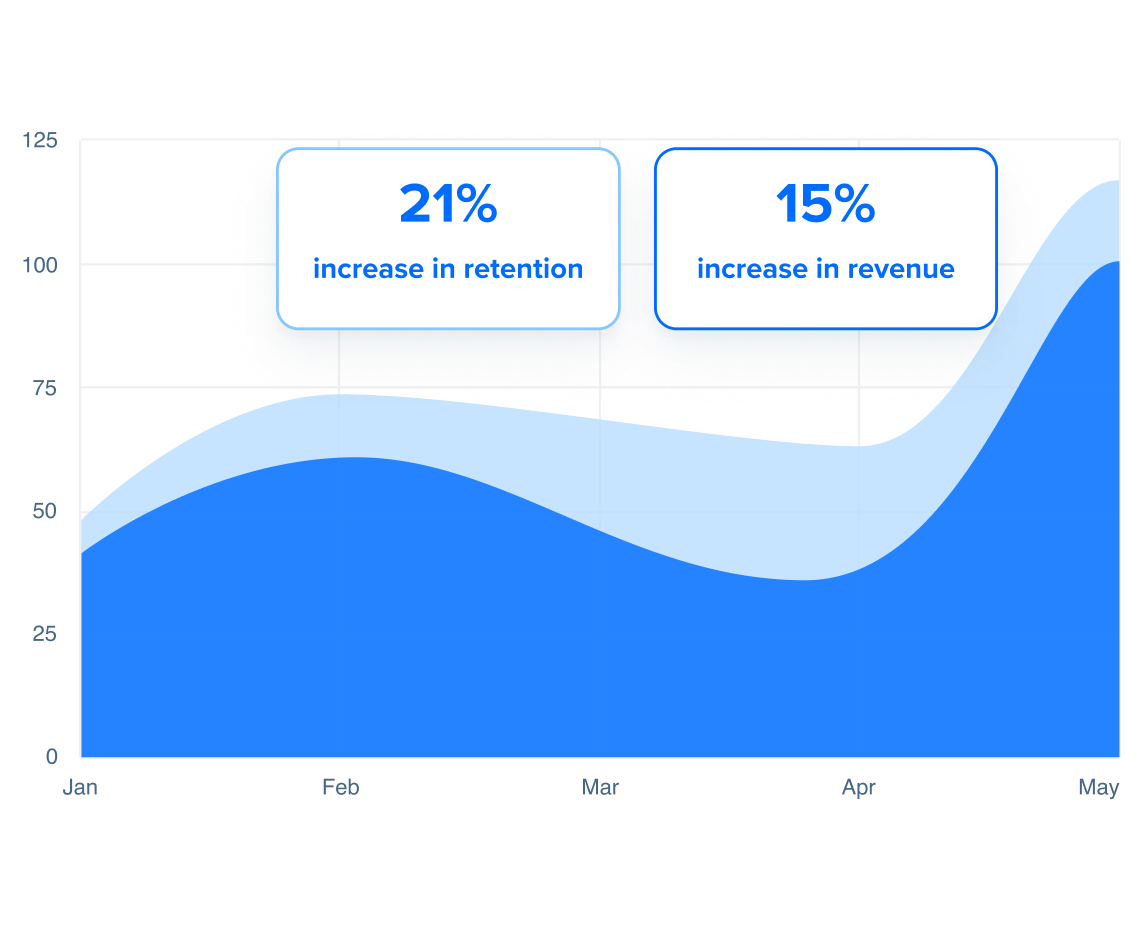 125
21%
15%
increase in retention
increase in revenue
100
75
50
25
0
Jan
Feb
Mar
Apr
May